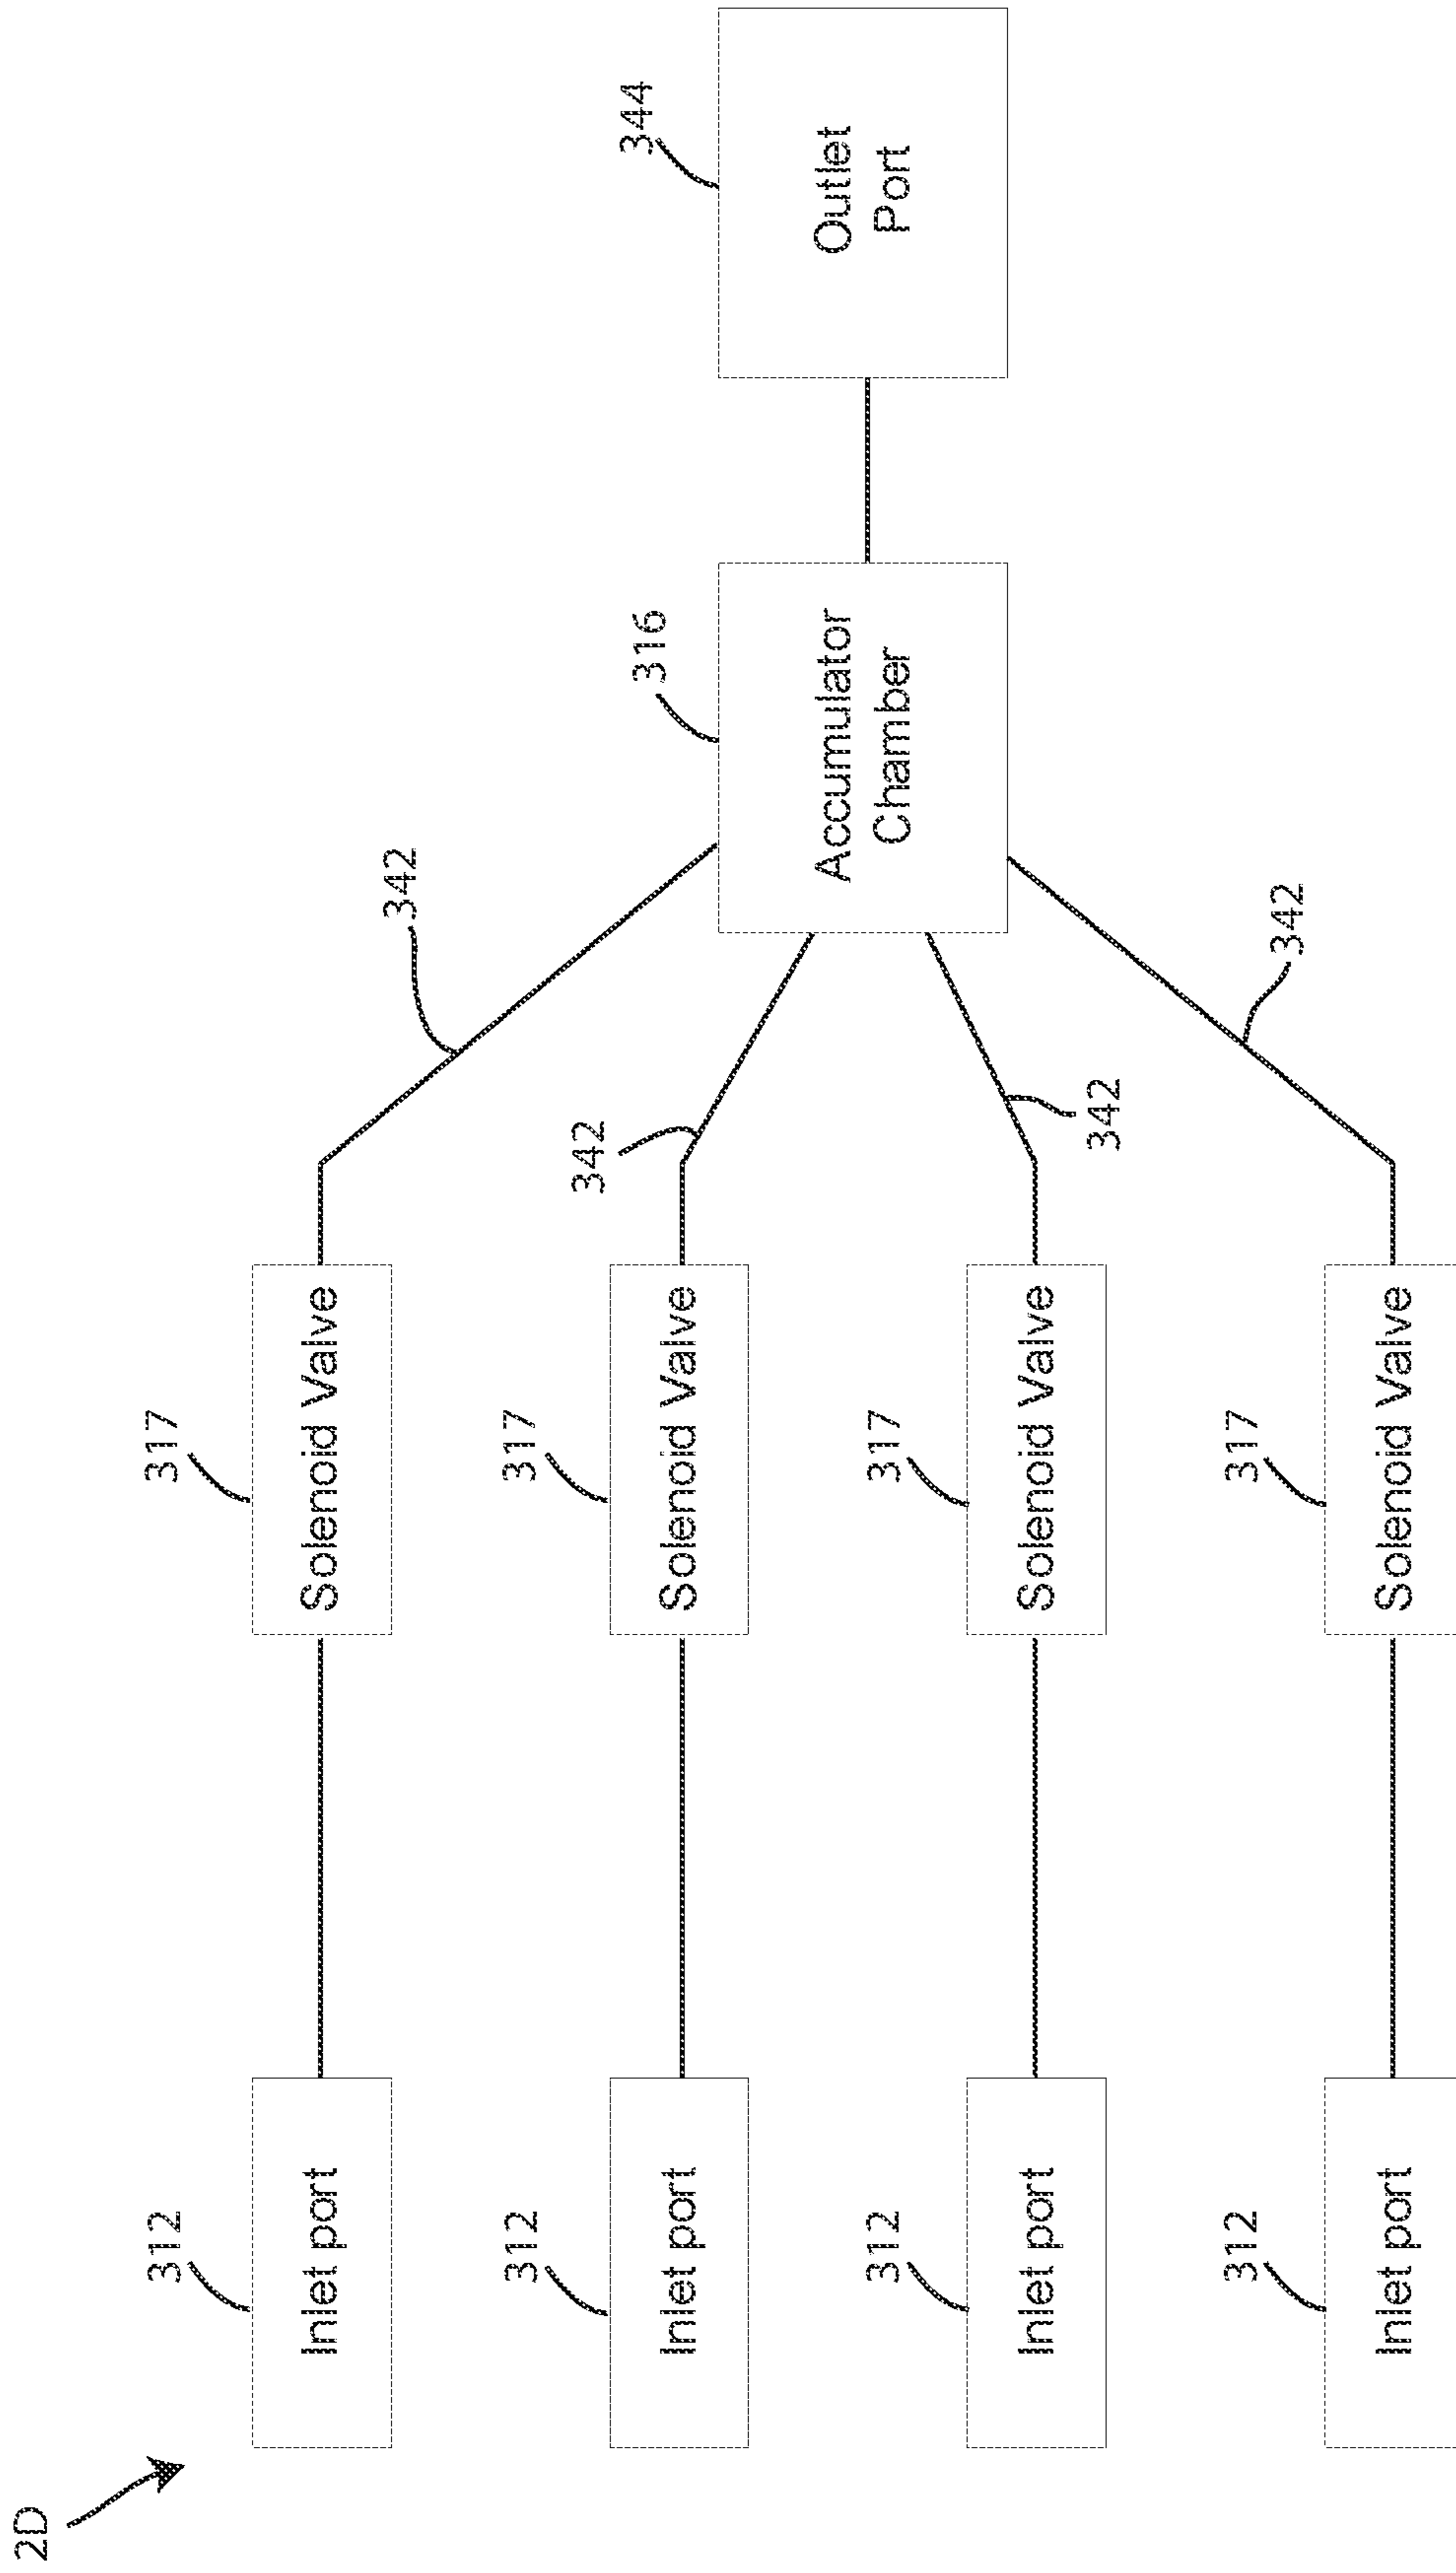 2D
312
Inlet port
317
Solenoid Valve
342
312
Inlet port
317
Solenoid Valve
342
316
Accumulator
Chamber
344
Outlet
Port
312
Inlet port
317
Solenoid Valve
342
312
Inlet port
317
Solenoid Valve
342